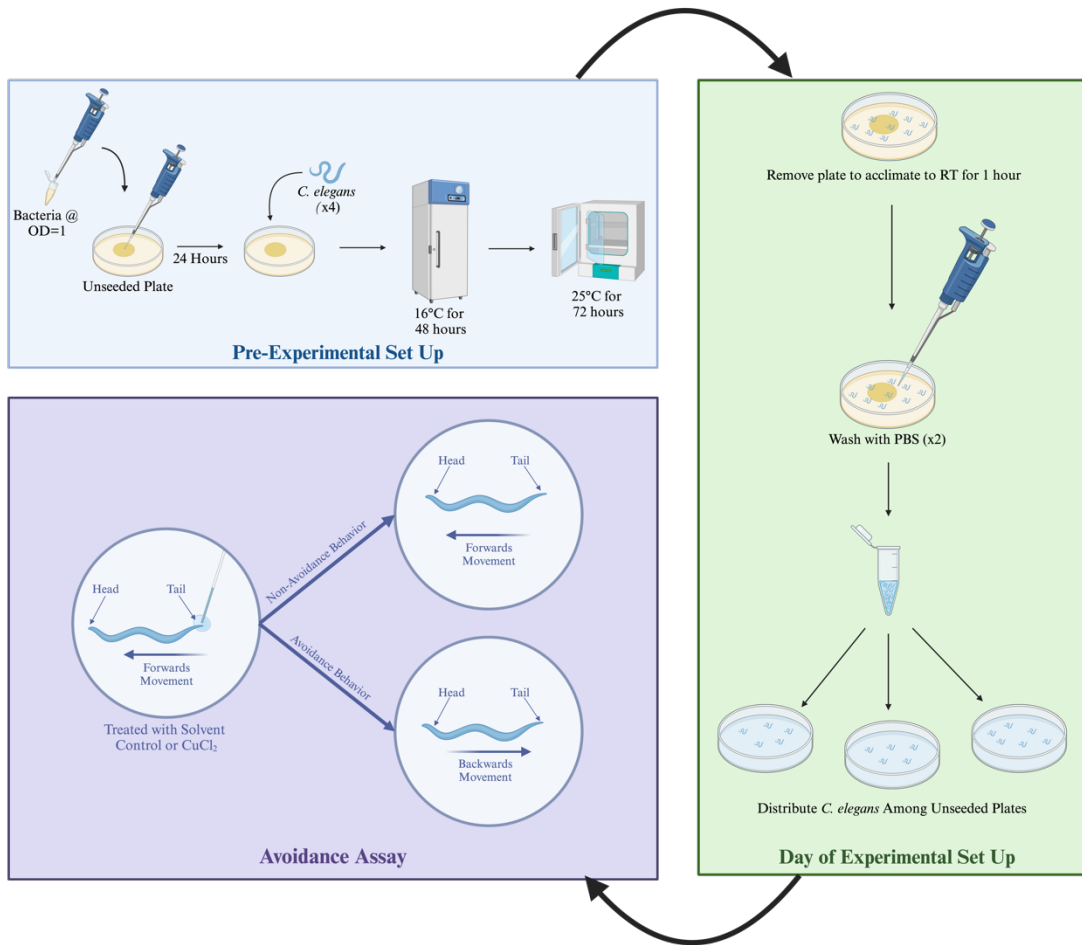 Bacteria @
OD=1
Unseeded Plate
24 Hours
C. elegans
(x4)
16°C for
48 hours
25°C for
72 hours
Pre-Experimental Set Up
Remove plate to acclimate to RT for 1 hour
Wash with PBS (x2)
Distribute C. elegans Among Unseeded Plates
Day of Experimental Set Up
Head Tail
Forwards
Movement
Treated with Solvent
Control or CuCl₂
Non-Avoidance Behavior
Avoidance Behavior
Head Tail
Forwards
Movement
Head Tail
Backwards
Movement
Avoidance Assay